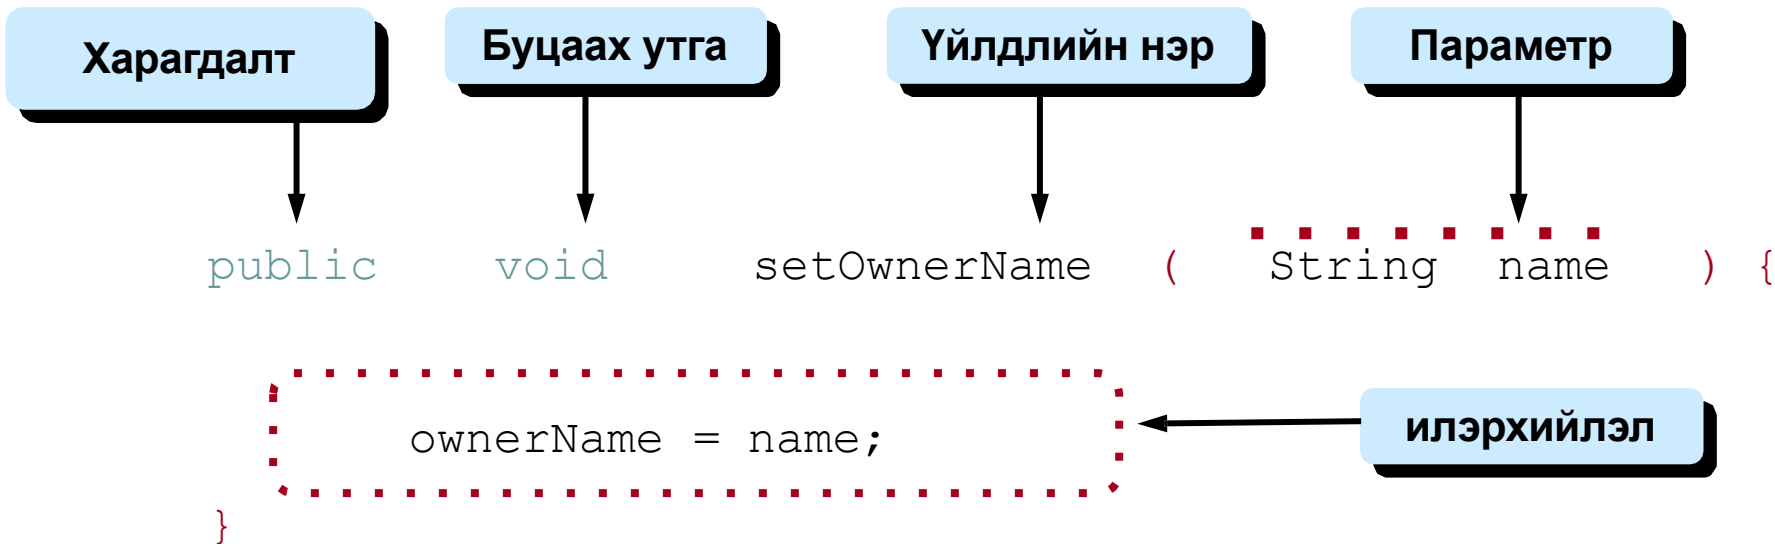 Харагдалт Буцаах утга Үйлдлийн нэр Параметр
public void setOwnerName ( String name ) {
ownerName = name;
илэрхийлэл
}